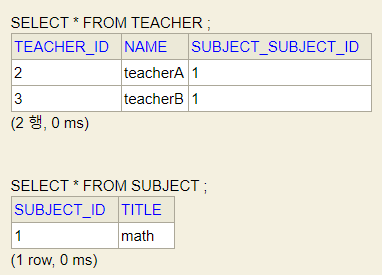 SELECT * FROM TEACHER ;
TEACHER_ID NAME SUBJECT_SUBJECT_ID
2 teacherA 1
3 teacherB 1
(2 행, 0 ms)
SELECT * FROM SUBJECT ;
SUBJECT_ID TITLE
1 math
(1 row, 0 ms)